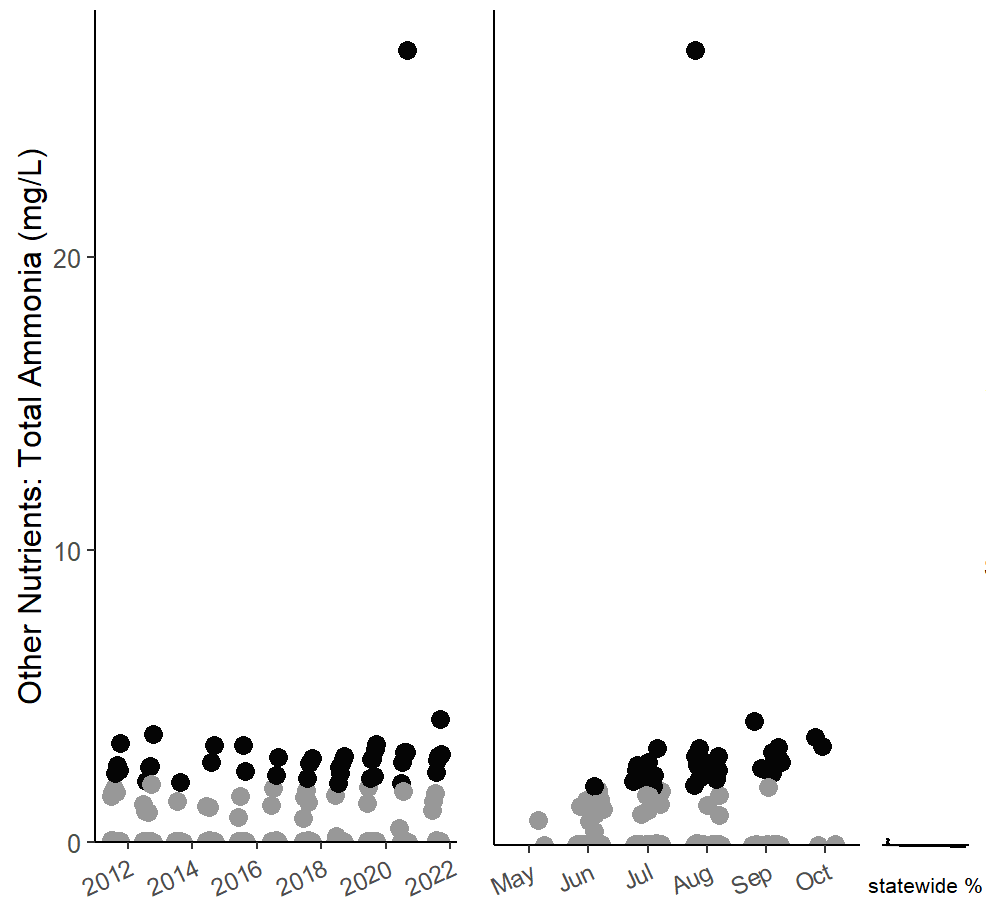 Other Nutrients: Total Ammonia (mg/L)
20
10
0
2012 2014 2016 2018 2020 2022
May Jun Jul Aug Sep Oct
statewide %